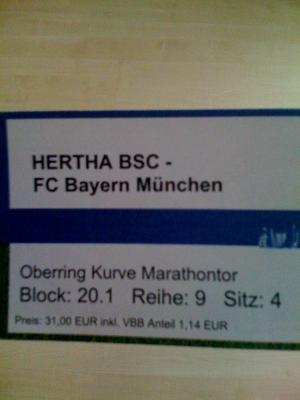 HERTHA BSC -
FC Bayern München
Oberring Kurve Marathontor
Block: 20.1 Reihe: 9 Sitz: 4
Preis: 31,00 EUR inkl. VBB Anteil 1,14 EUR